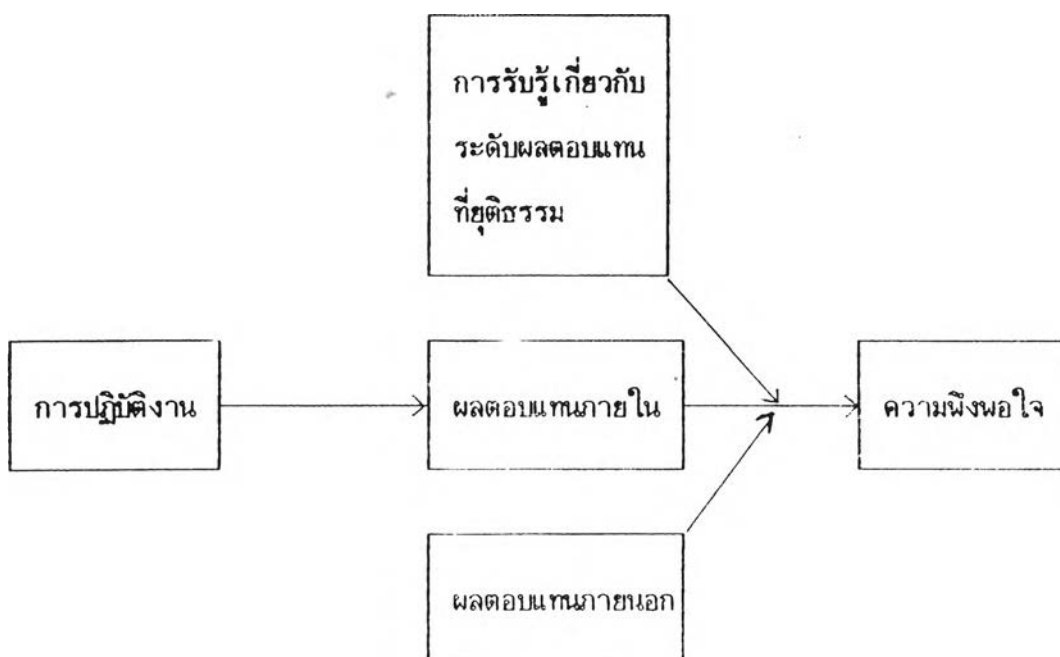 การรับรู้เกี่ยวกับ
ระดับผลตอบแทน
ที่ยุติธรรม
การปฏิบัติงาน
ผลตอบแทนภายใน
ความพึงพอใจ
ผลตอบแทนภายนอก